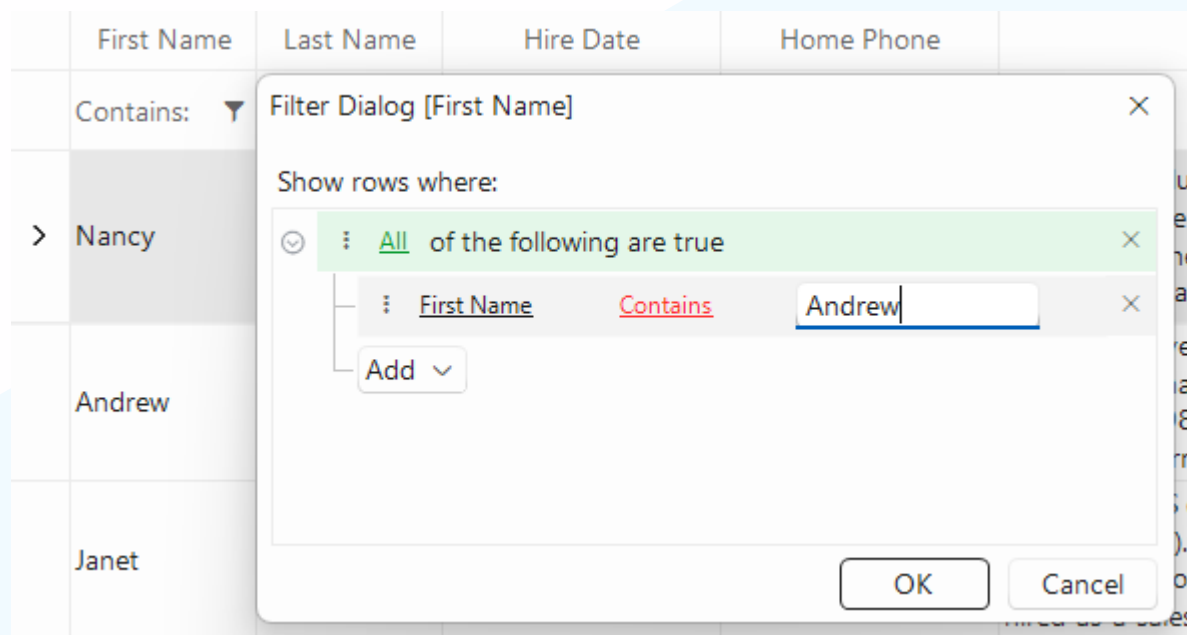 First Name Last Name Hire Date Home Phone
Contains:
Filter Dialog [First Name]
Show rows where:
Nancy
All of the following are true
First Name Contains Andrew
Add
Andrew
Janet
OK Cancel